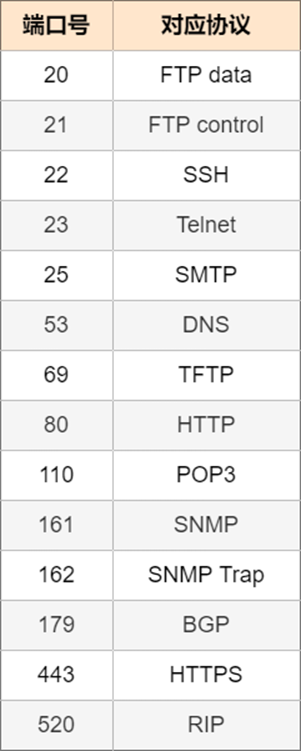 端口号 对应协议
20 FTP data
21 FTP control
22 SSH
23 Telnet
25 SMTP
53 DNS
69 TFTP
80 HTTP
110 POP3
161 SNMP
162 SNMP Trap
179 BGP
443 HTTPS
520 RIP